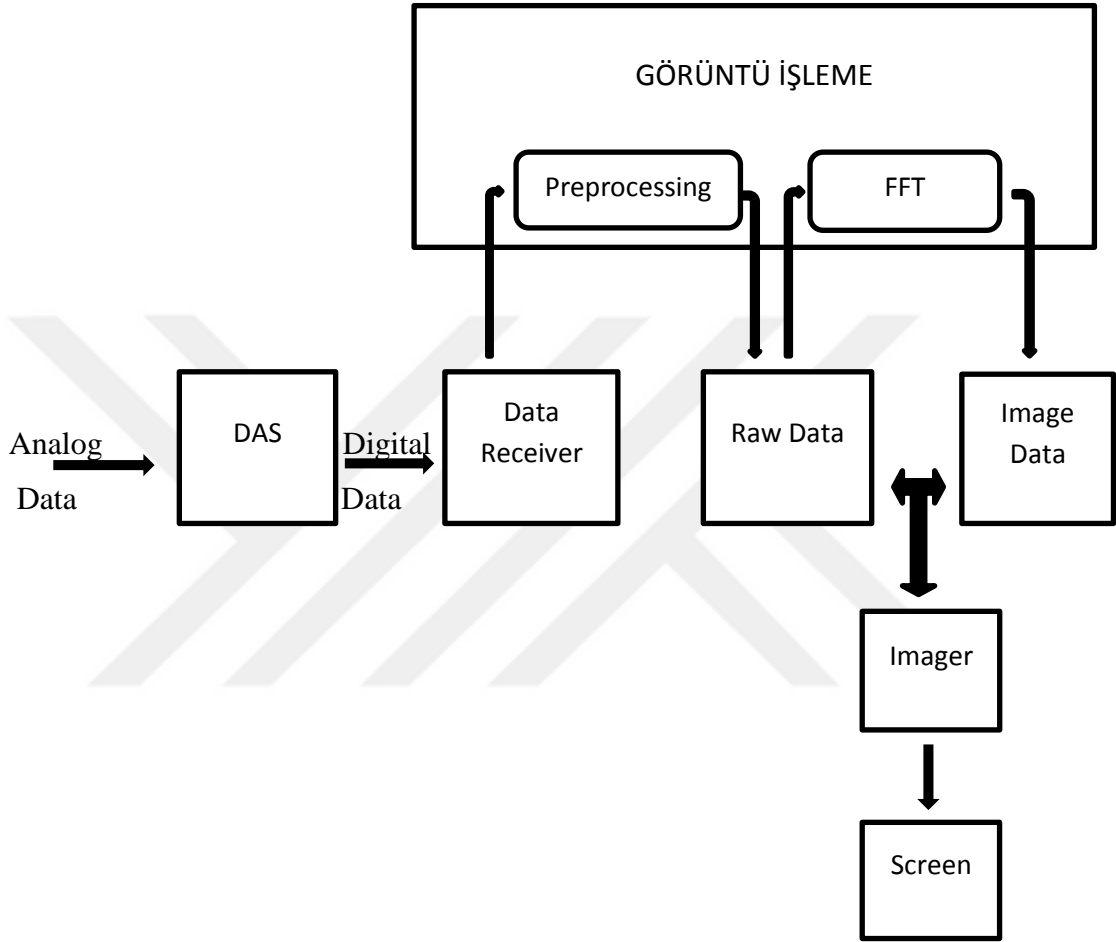 GÖRÜNTÜ İŞLEME
Preprocessing
FFT
Analog
Data
DAS
Digital
Data
Data
Receiver
Raw Data
Image
Data
Imager
Screen